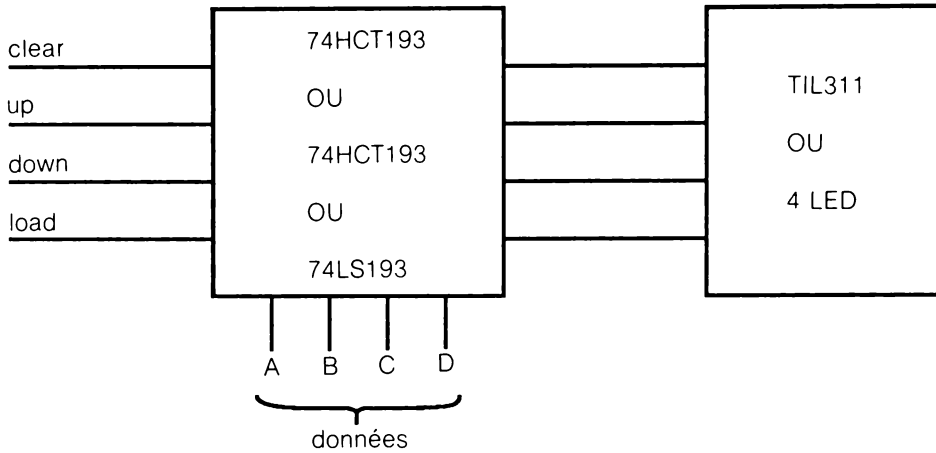 clear
up
down
load
74HCT193
OU
74HCT193
OU
74LS193
TIL311
OU
4 LED
A B C D
données